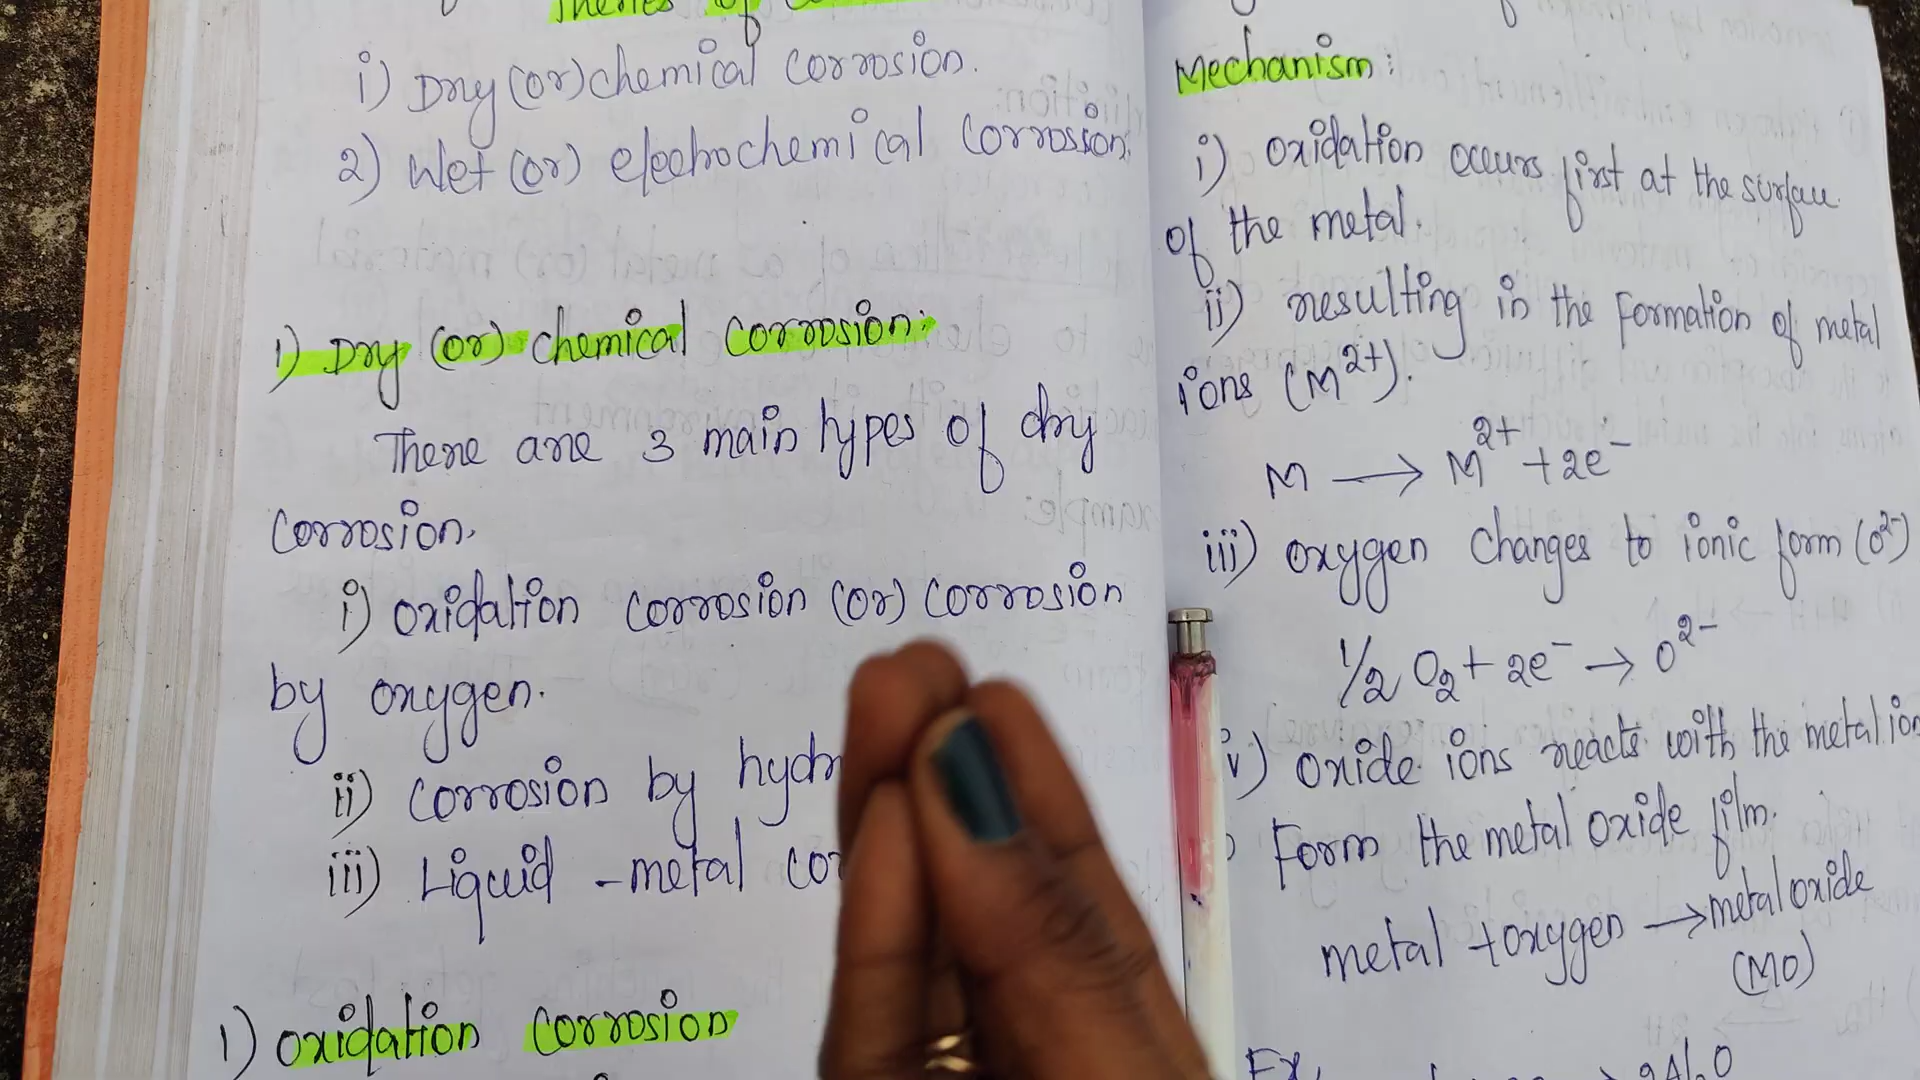 i) Dry (or) chemical corrosion.
2) Wet (or) electrochemical corrosion.
1) Dry (or) chemical corrosion:
There are 3 main types of dry
corrosion.
i) oxidation corrosion (or) corrosion
by oxygen.
ii) corrosion by
iii) Liquid - metal
1) oxidation corrosion
Mechanism:
i) oxidation occurs first at the surface
of the metal.
ii) resulting in the formation of metal
ions (M²⁺).
M → M²⁺ + 2e⁻
iii) oxygen changes to ionic form (O²⁻)
1/2 O₂ + 2e⁻ → O²⁻
iv) oxide ions reacts with the metal ion
Form the metal oxide film.
metal + oxygen → metal oxide
(MO)